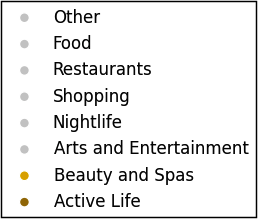 Other
Food
Restaurants
Shopping
Nightlife
Arts and Entertainment
Beauty and Spas
Active Life